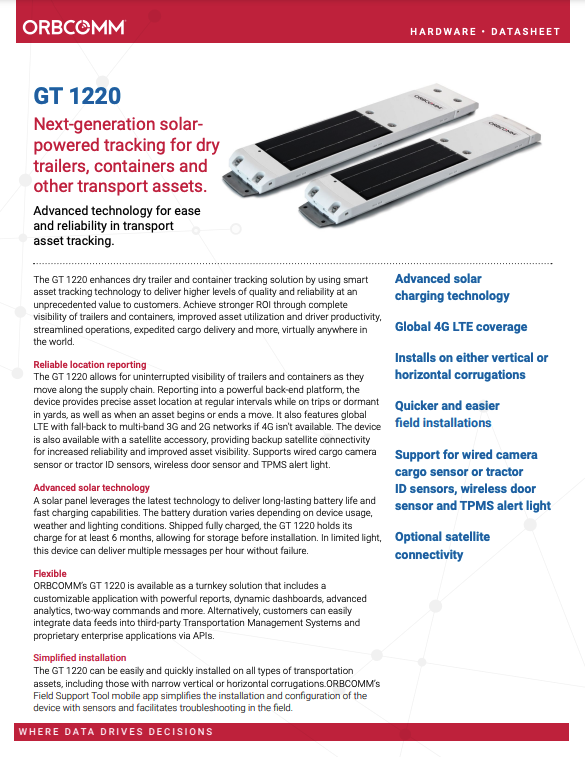 ORBCOMM
HARDWARE • DATASHEET
GT 1220
Next-generation solar-
powered tracking for dry
trailers, containers and
other transport assets.
Advanced technology for ease
and reliability in transport
asset tracking.
ORBCOMM
ORBCOMM
The GT 1220 enhances dry trailer and container tracking solution by using smart
asset tracking technology to deliver higher levels of quality and reliability at an
unprecedented value to customers. Achieve stronger ROI through complete
visibility of trailers and containers, improved asset utilization and driver productivity,
streamlined operations, expedited cargo delivery and more, virtually anywhere in
the world.
Reliable location reporting
The GT 1220 allows for uninterrupted visibility of trailers and containers as they
move along the supply chain. Reporting into a powerful back-end platform, the
device provides precise asset location at regular intervals while on trips or dormant
in yards, as well as when an asset begins or ends a move. It also features global
LTE with fall-back to multi-band 3G and 2G networks if 4G isn't available. The device
is also available with a satellite accessory, providing backup satellite connectivity
for increased reliability and improved asset visibility. Supports wired cargo camera
sensor or tractor ID sensors, wireless door sensor and TPMS alert light.
Advanced solar technology
A solar panel leverages the latest technology to deliver long-lasting battery life and
fast charging capabilities. The battery duration varies depending on device usage,
weather and lighting conditions. Shipped fully charged, the GT 1220 holds its
charge for at least 6 months, allowing for storage before installation. In limited light,
this device can deliver multiple messages per hour without failure.
Flexible
ORBCOMM's GT 1220 is available as a turnkey solution that includes a
customizable application with powerful reports, dynamic dashboards, advanced
analytics, two-way commands and more. Alternatively, customers can easily
integrate data feeds into third-party Transportation Management Systems and
proprietary enterprise applications via APIs.
Simplified installation
The GT 1220 can be easily and quickly installed on all types of transportation
assets, including those with narrow vertical or horizontal corrugations.ORBCOMM's
Field Support Tool mobile app simplifies the installation and configuration of the
device with sensors and facilitates troubleshooting in the field.
Advanced solar
charging technology
Global 4G LTE coverage
Installs on either vertical or
horizontal corrugations
Quicker and easier
field installations
Support for wired camera
cargo sensor or tractor
ID sensors, wireless door
sensor and TPMS alert light
Optional satellite
connectivity
WHERE DATA DRIVES DECISIONS